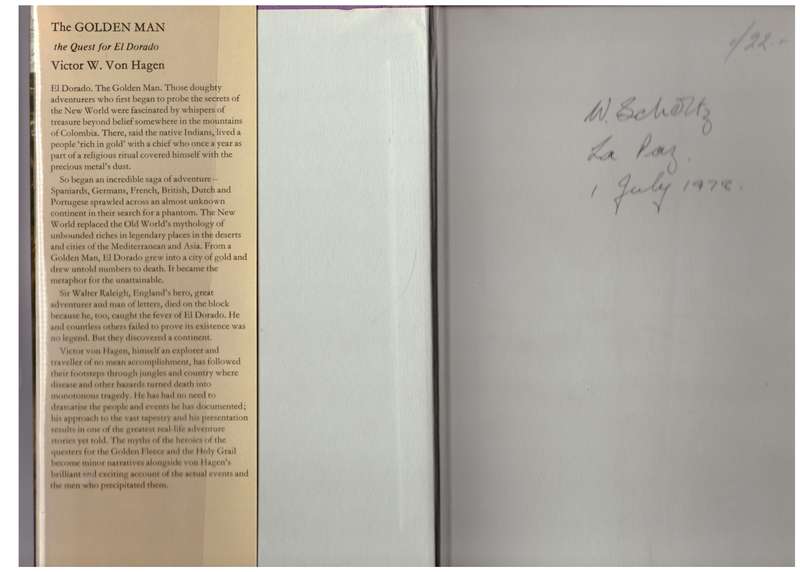 The GOLDEN MAN
the Quest for El Dorado
Victor W. Von Hagen
El Dorado. The Golden Man. Those doughty
adventurers who first began to probe the secrets of
the New World were fascinated by whispers of
treasure beyond belief somewhere in the mountains
of Colombia. There, said the native Indians, lived a
people 'rich in gold' with a chief who once a year as
part of a religious ritual covered himself with the
precious metal's dust.
So began an incredible saga of adventure–
Spaniards, Germans, French, British, Dutch and
Portugese sprawled across an almost unknown
continent in their search for a phantom. The New
World replaced the Old World's mythology of
unbounded riches in legendary places in the deserts
and cities of the Mediterranean and Asia. From a
Golden Man, El Dorado grew into a city of gold and
drew untold numbers to death. It became the
metaphor for the unattainable.
Sir Walter Raleigh, England's hero, great
adventurer and man of letters, died on the block
because he, too, caught the fever of El Dorado. He
and countless others failed to prove its existence was
no legend. But they discovered a continent.
Victor von Hagen, himself an explorer and
traveller of no mean accomplishment, has followed
their footsteps through jungles and country where
disease and other hazards turned death into
monotonous tragedy. He has had no need to
dramatise the people and events he has documented;
his approach to the vast tapestry and his presentation
results in one of the greatest real-life adventure
stories yet told. The myths of the heroics of the
questers for the Golden Fleece and the Holy Grail
become minor narratives alongside von Hagen's
brilliant and exciting account of the actual events and
the men who precipitated them.
W. Scholtz
La Paz.
1 July 1978.